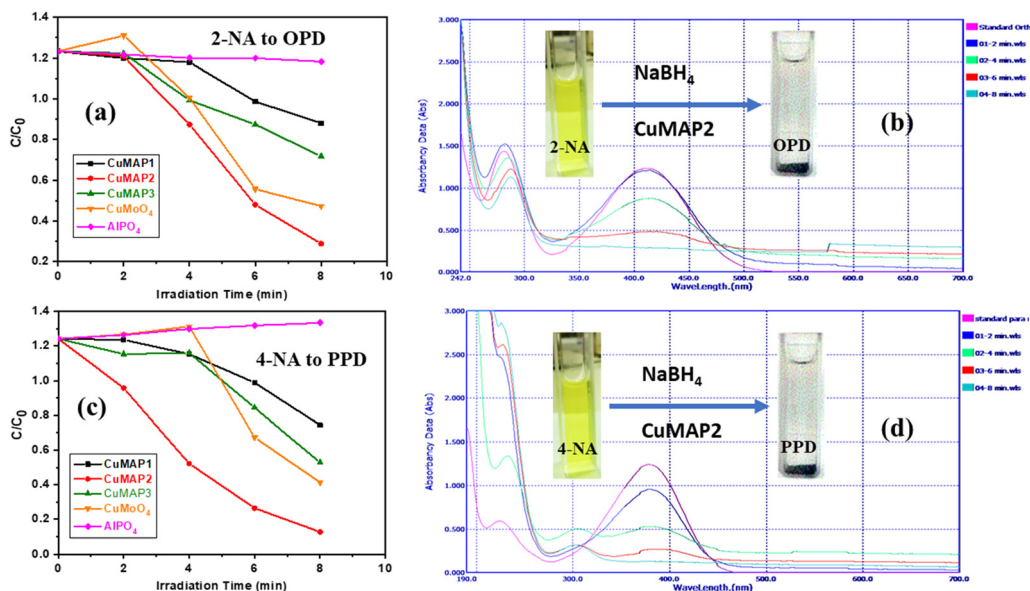 (a)
2-NA to OPD
C/C₀
1.4
1.2
1.0
0.8
0.6
0.4
0.2
CuMAP1
CuMAP2
CuMAP3
CuMoO₄
AlPO₄
0 2 4 6 8 10
Irradiation Time (min)
(b)
NaBH₄
CuMAP2
2-NA
OPD
Absorbancy Data (Abs)
3.000
2.500
2.000
1.500
1.000
0.500
0.000
242.0 300.0 350.0 400.0 450.0 500.0 550.0 600.0 650.0 700.0
WaveLength.(nm)
Standard Orth
01-2 min.wls
02-4 min.wls
03-6 min.wls
04-8 min.wls
(c)
4-NA to PPD
C/C₀
1.4
1.2
1.0
0.8
0.6
0.4
0.2
0.0
CuMAP1
CuMAP2
CuMAP3
CuMoO₄
AlPO₄
0 2 4 6 8 10
Irradiation Time (min)
(d)
NaBH₄
CuMAP2
4-NA
PPD
Absorbancy Data (Abs)
3.000
2.500
2.000
1.500
1.000
0.500
0.000
190.0 300.0 400.0 500.0 600.0 700.0
WaveLength.(nm)
standard para
01-2 min.wls
02-4 min.wls
03-6 min.wls
04-8 min.wls